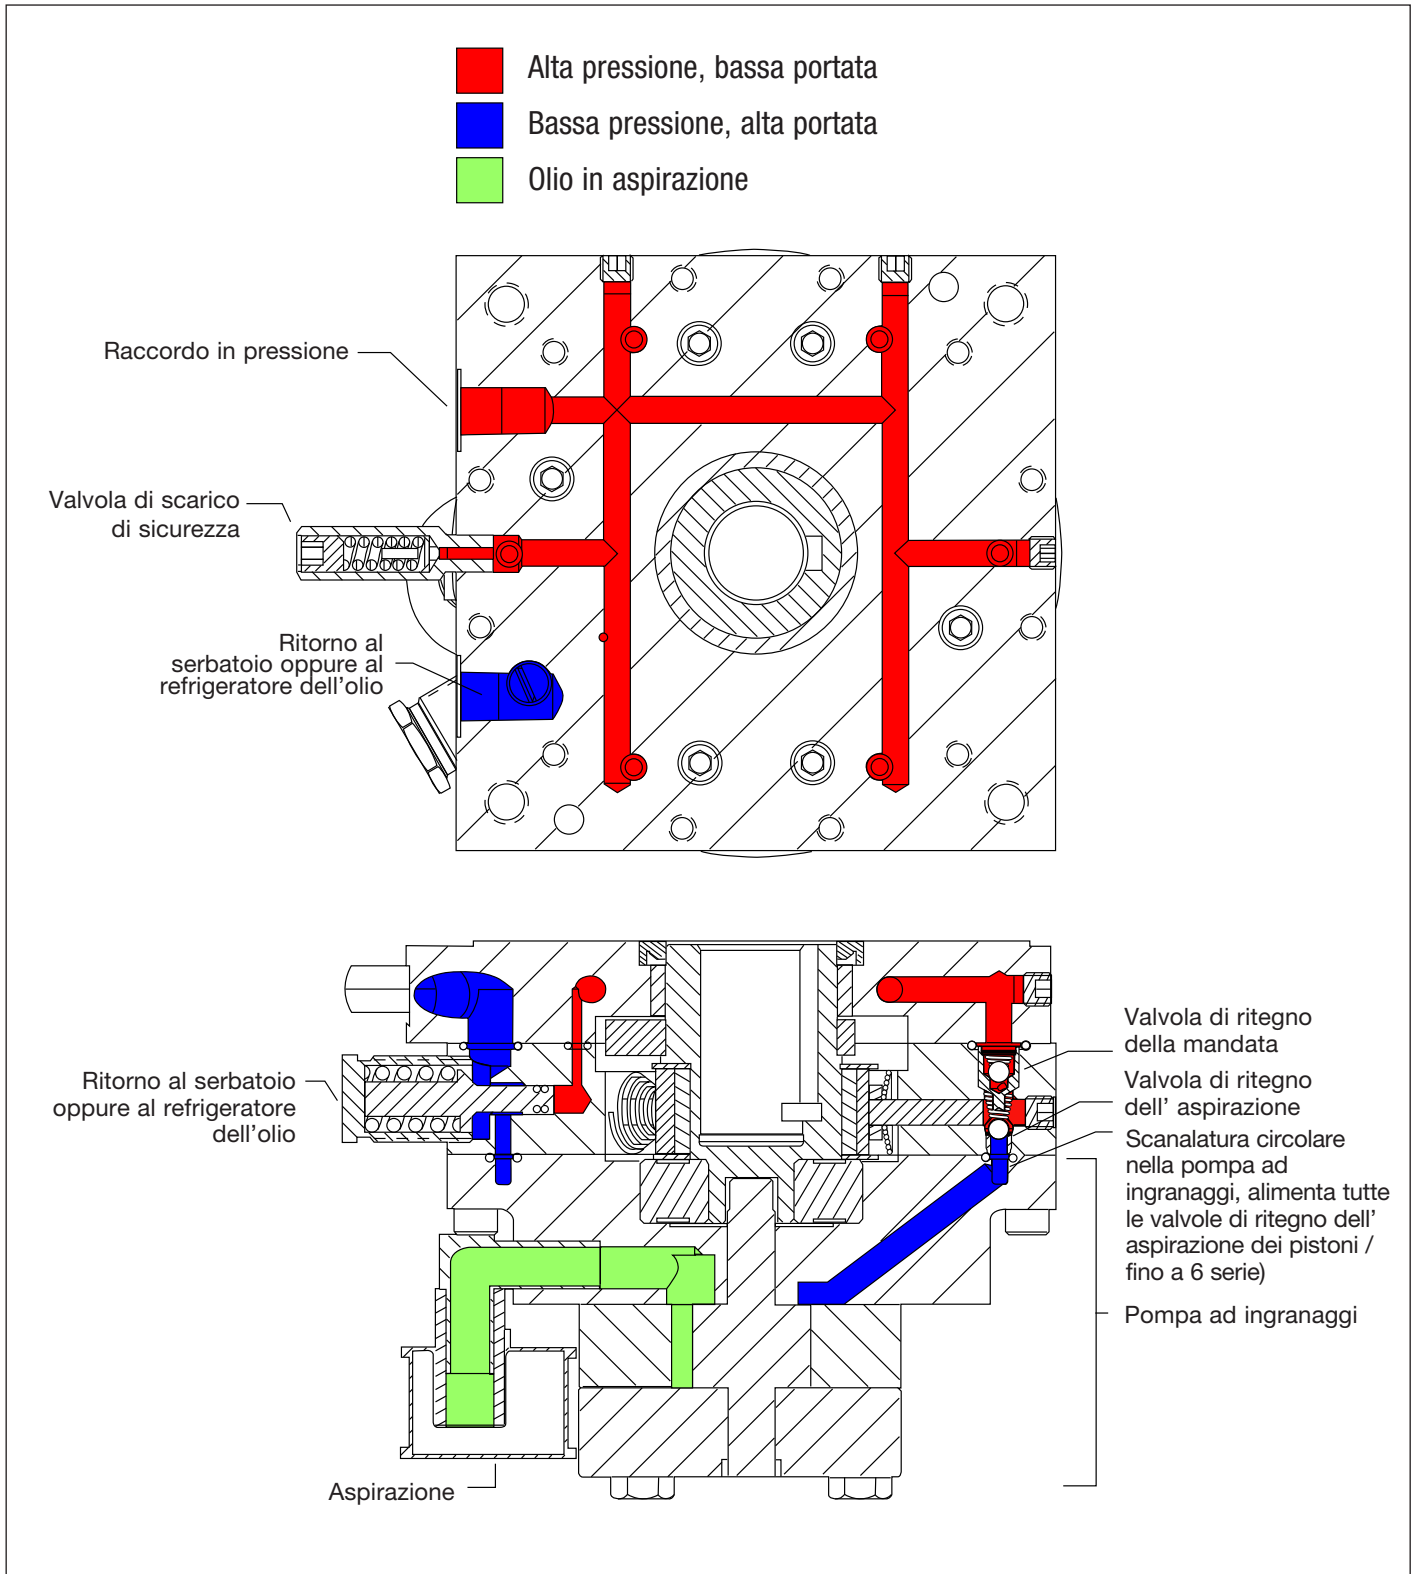 Alta pressione, bassa portata
Bassa pressione, alta portata
Olio in aspirazione
Raccordo in pressione
Valvola di scarico
di sicurezza
Ritorno al
serbatoio oppure al
refrigeratore dell'olio
Ritorno al serbatoio
oppure al refrigeratore
dell'olio
Valvola di ritegno
della mandata
Valvola di ritegno
dell' aspirazione
Scanalatura circolare
nella pompa ad
ingranaggi, alimenta tutte
le valvole di ritegno dell'
aspirazione dei pistoni /
fino a 6 serie)
Pompa ad ingranaggi
Aspirazione